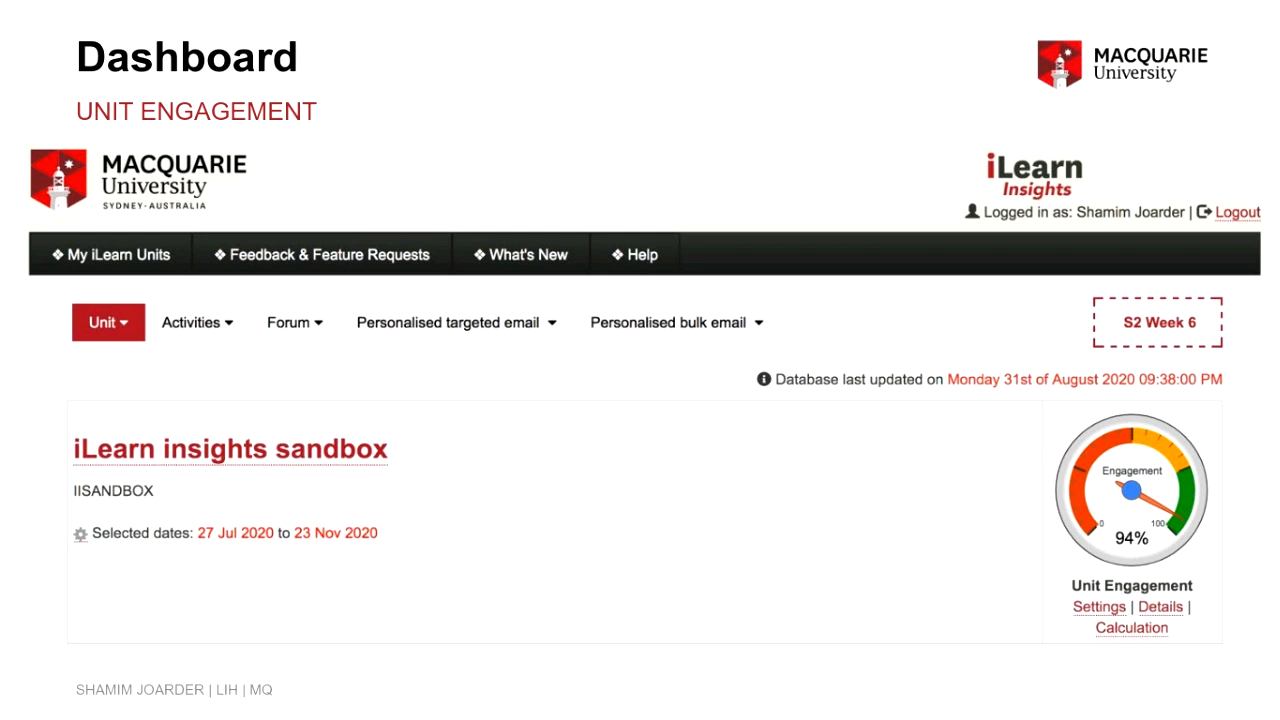 Dashboard
UNIT ENGAGEMENT
MACQUARIE
University
MACQUARIE
University
SYDNEY-AUSTRALIA
iLearn
Insights
Logged in as: Shamim Joarder | Logout
❖ My iLearn Units ❖ Feedback & Feature Requests ❖ What's New ❖ Help
Unit Activities Forum Personalised targeted email Personalised bulk email
S2 Week 6
Database last updated on Monday 31st of August 2020 09:38:00 PM
iLearn insights sandbox
IISANDBOX
Selected dates: 27 Jul 2020 to 23 Nov 2020
Engagement
0 100
94%
Unit Engagement
Settings | Details |
Calculation
SHAMIM JOARDER | LIH | MQ